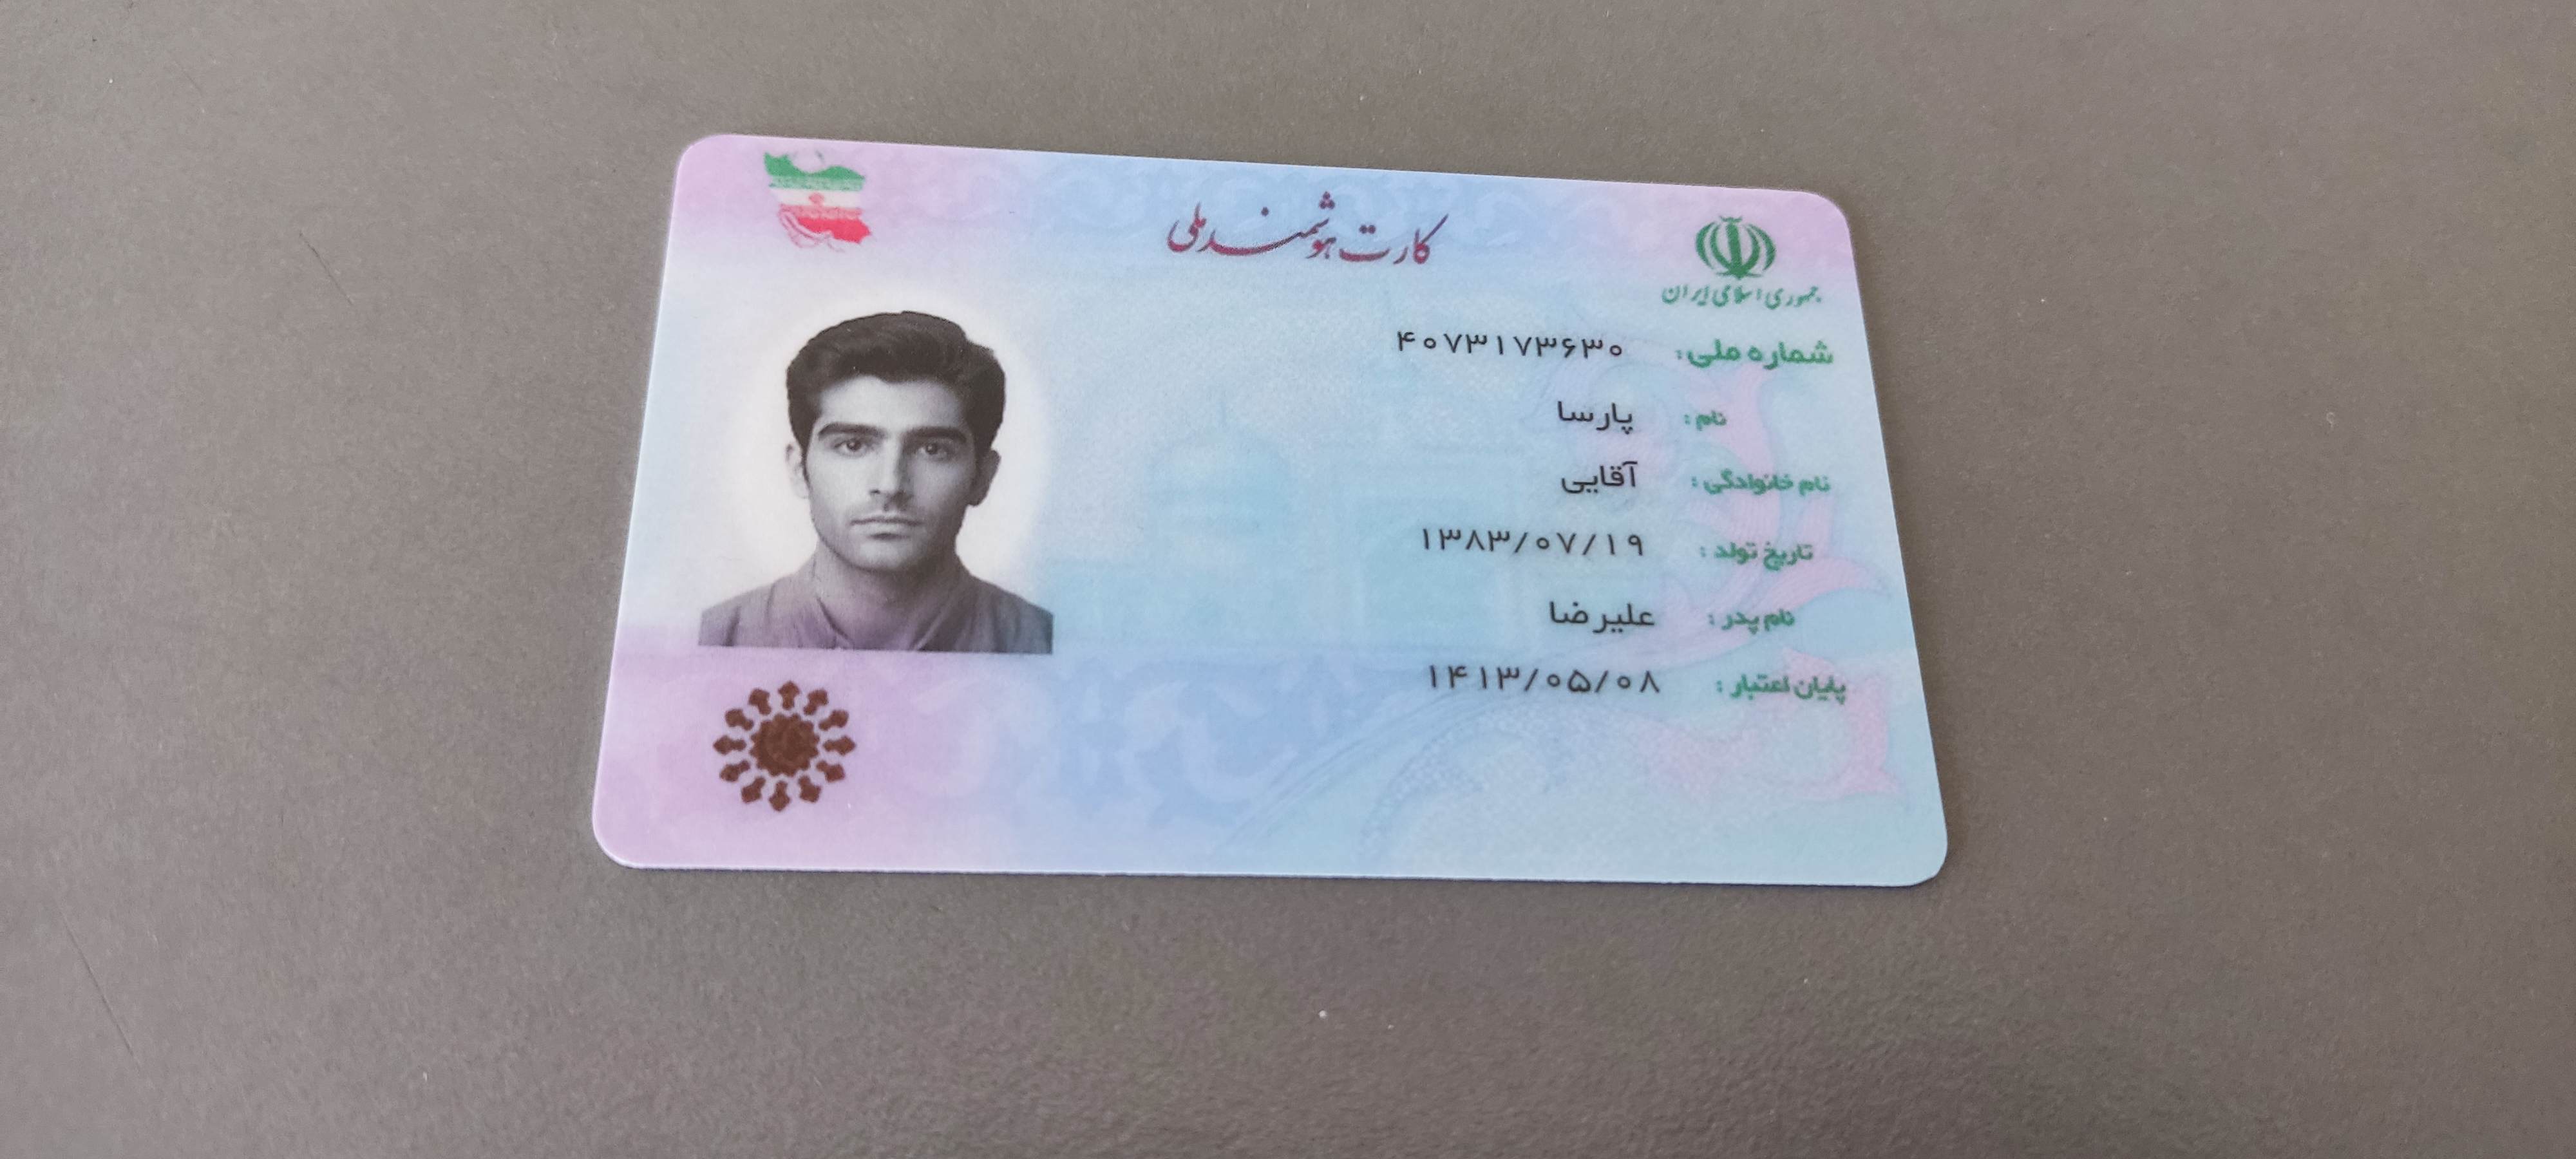 کارت هوشمند ملی
جمهوری اسلامی ایران
شماره ملی: ۴۰۷۳۱۷۳۶۳۰
نام: پارسا
نام خانوادگی: آقایی
تاریخ تولد: ۱۳۸۳/۰۷/۱۹
نام پدر: علیرضا
پایان اعتبار: ۱۴۱۳/۰۵/۰۸